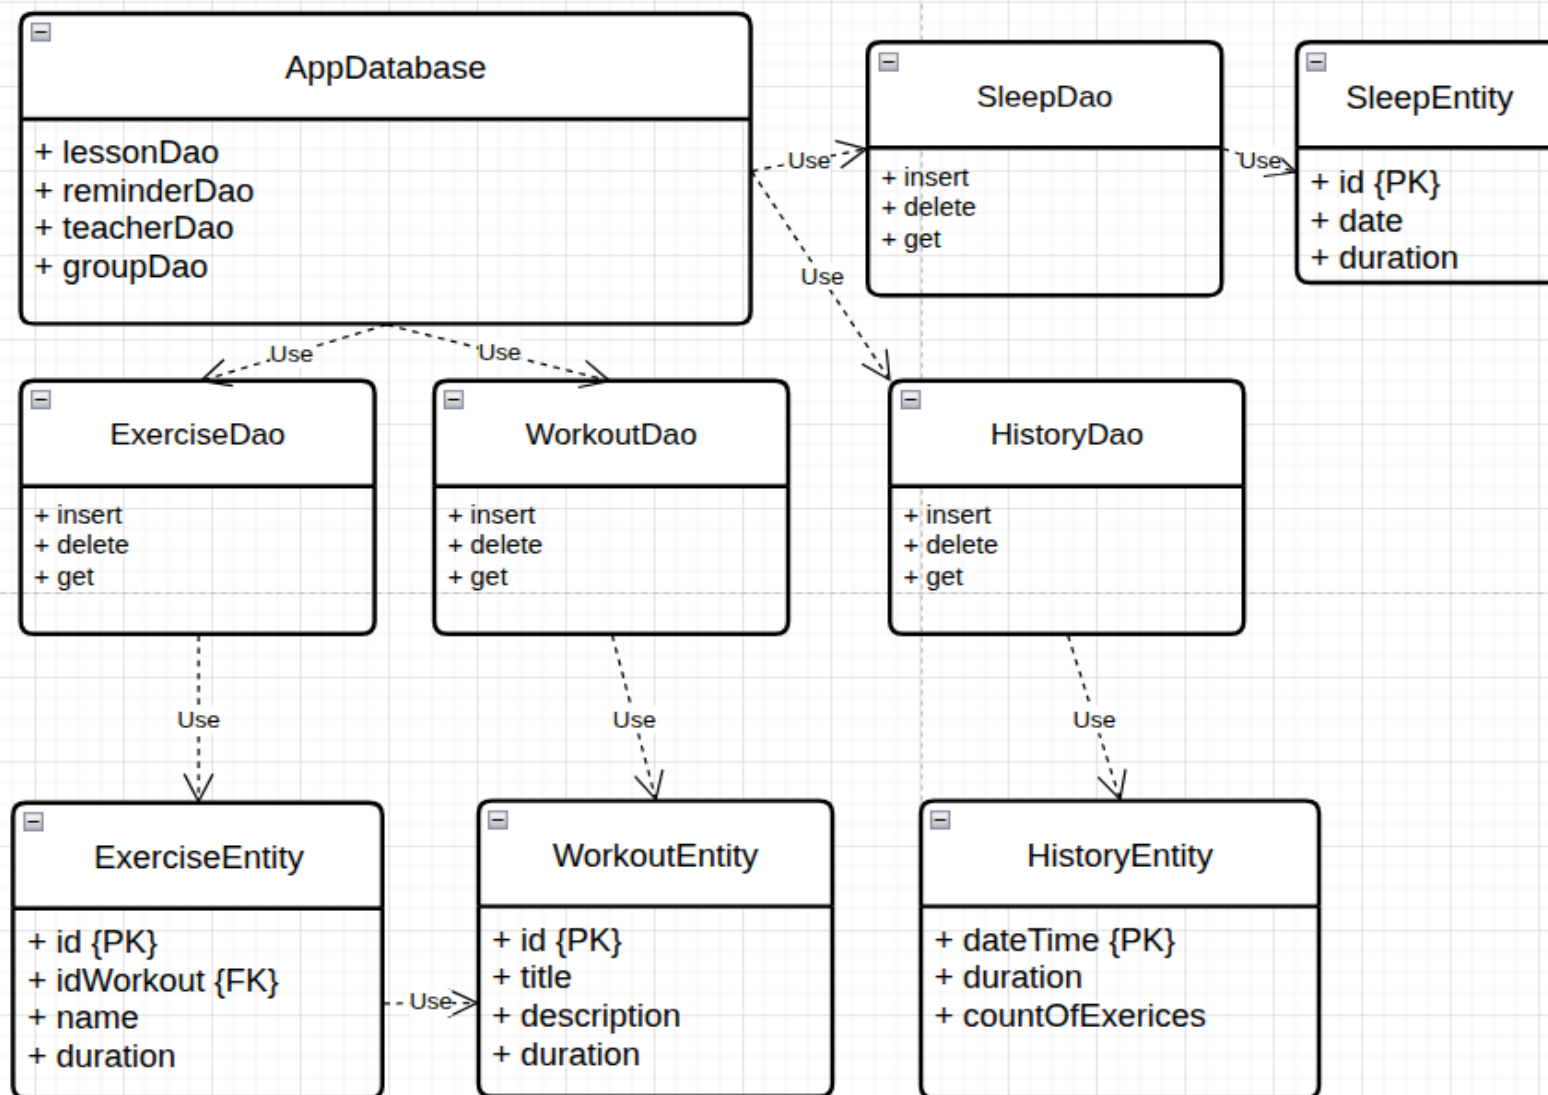 AppDatabase
+ lessonDao
+ reminderDao
+ teacherDao
+ groupDao
Use
SleepDao
+ insert
+ delete
+ get
Use
SleepEntity
+ id {PK}
+ date
+ duration
Use
Use
Use
ExerciseDao
+ insert
+ delete
+ get
WorkoutDao
+ insert
+ delete
+ get
HistoryDao
+ insert
+ delete
+ get
Use
Use
Use
ExerciseEntity
+ id {PK}
+ idWorkout {FK}
+ name
+ duration
Use
WorkoutEntity
+ id {PK}
+ title
+ description
+ duration
HistoryEntity
+ dateTime {PK}
+ duration
+ countOfExerices